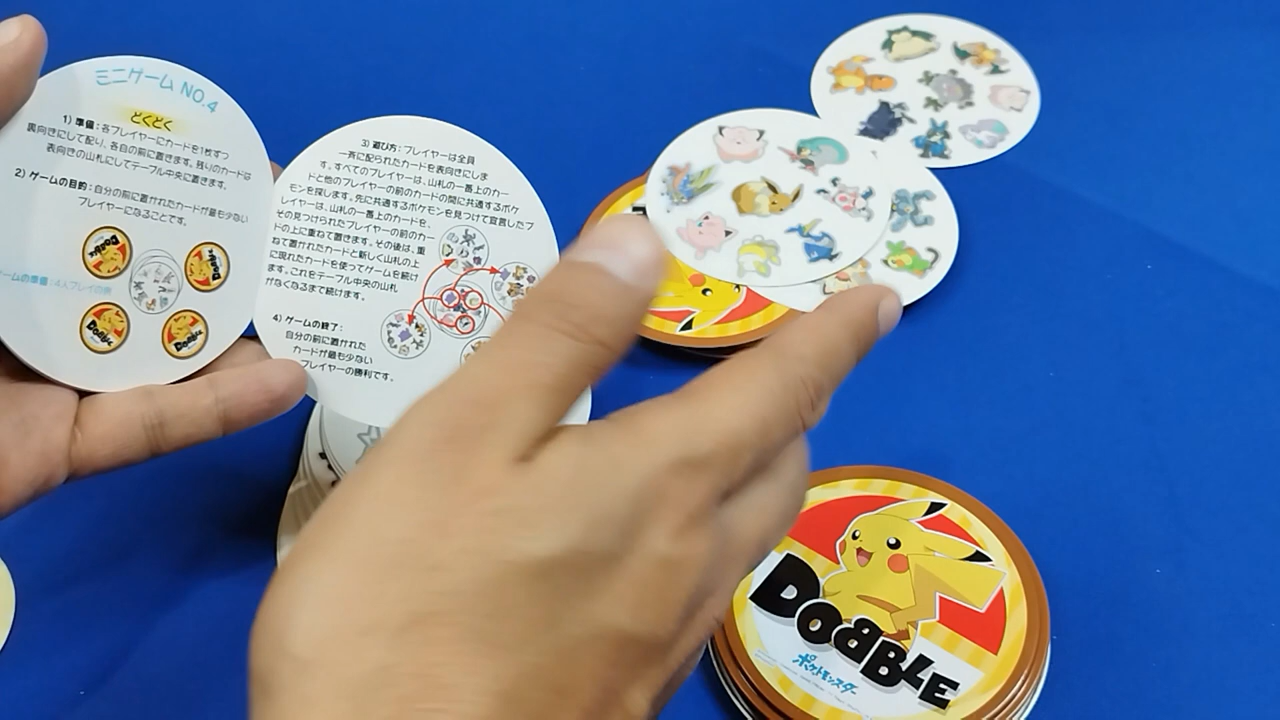 ミニゲーム NO.4
どくどく
1) 準備：各プレイヤーにカードを1枚ずつ
裏向きにして配り、各自の前に置きます。残りのカードは
表向きの山札にしてテーブル中央に置きます。
2) ゲームの目的：自分の前に置かれたカードが最も少ない
プレイヤーになることです。
ゲームの準備：4人プレイの例
3) 遊び方：プレイヤーは全員
一斉に配られたカードを表向きにしま
す。すべてのプレイヤーは、山札の一番上のカー
ドと他のプレイヤーの前のカードの間に共通するポケ
モンを探します。先に共通するポケモンを見つけて宣言したプ
レイヤーは、山札の一番上のカードを、
その見つけられたプレイヤーの前のカー
ドの上に重ねて置きます。その後は、重
ねて置かれたカードと新しく山札の上
に現れたカードを使ってゲームを続け
ます。これをテーブル中央の山札
がなくなるまで続けます。
4) ゲームの終了：
自分の前に置かれた
カードが最も少ない
プレイヤーの勝利です。
DOBBLE
ポケットモンスター